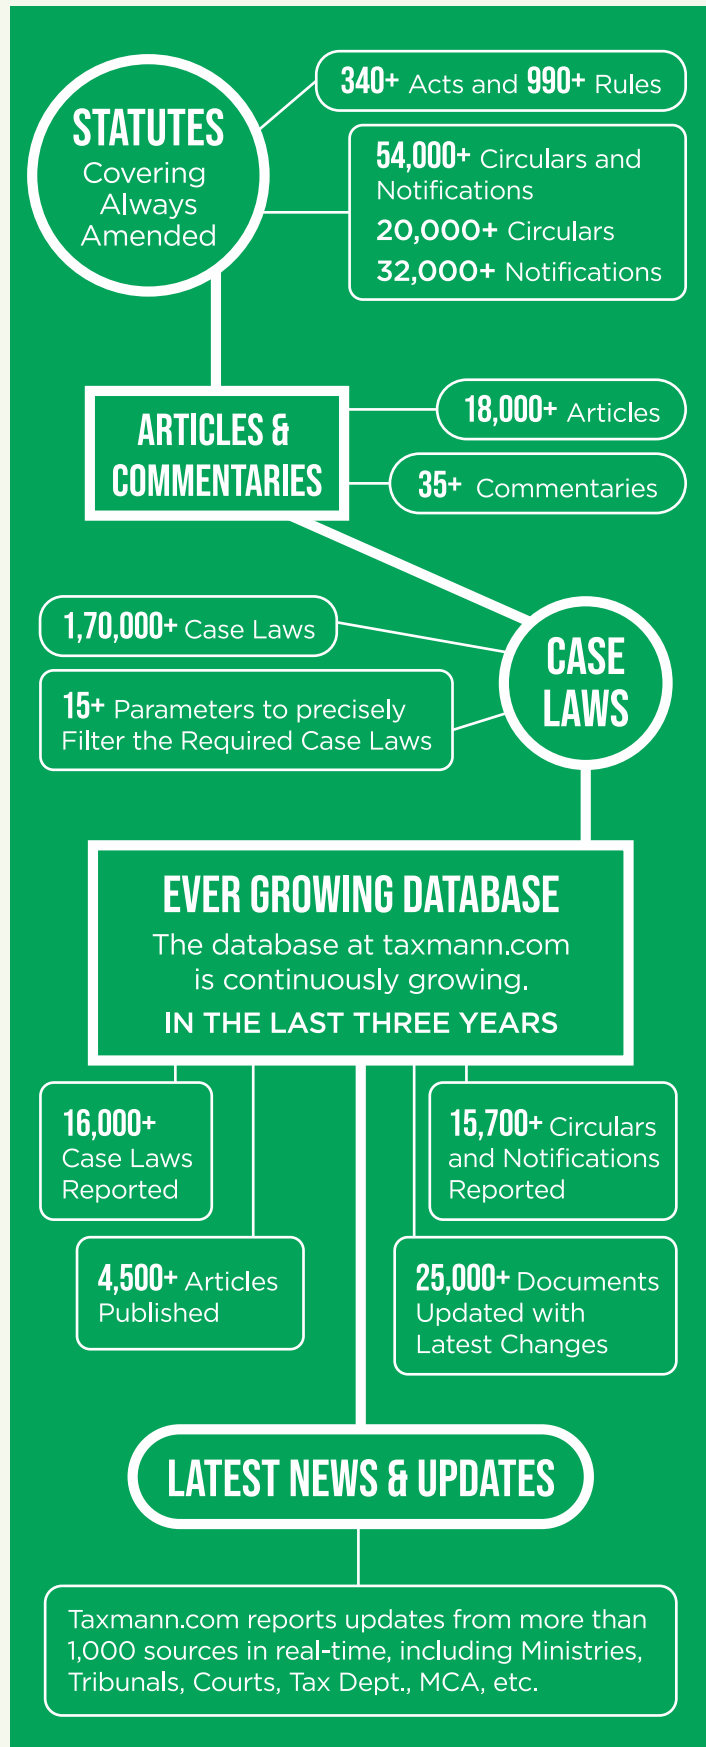 STATUTES
Covering
Always
Amended
340+ Acts and 990+ Rules
54,000+ Circulars and
Notifications
20,000+ Circulars
32,000+ Notifications
ARTICLES &
COMMENTARIES
18,000+ Articles
35+ Commentaries
1,70,000+ Case Laws
15+ Parameters to precisely
Filter the Required Case Laws
CASE
LAWS
EVER GROWING DATABASE
The database at taxmann.com
is continuously growing.
IN THE LAST THREE YEARS
16,000+
Case Laws
Reported
15,700+ Circulars
and Notifications
Reported
4,500+ Articles
Published
25,000+ Documents
Updated with
Latest Changes
LATEST NEWS & UPDATES
Taxmann.com reports updates from more than
1,000 sources in real-time, including Ministries,
Tribunals, Courts, Tax Dept., MCA, etc.